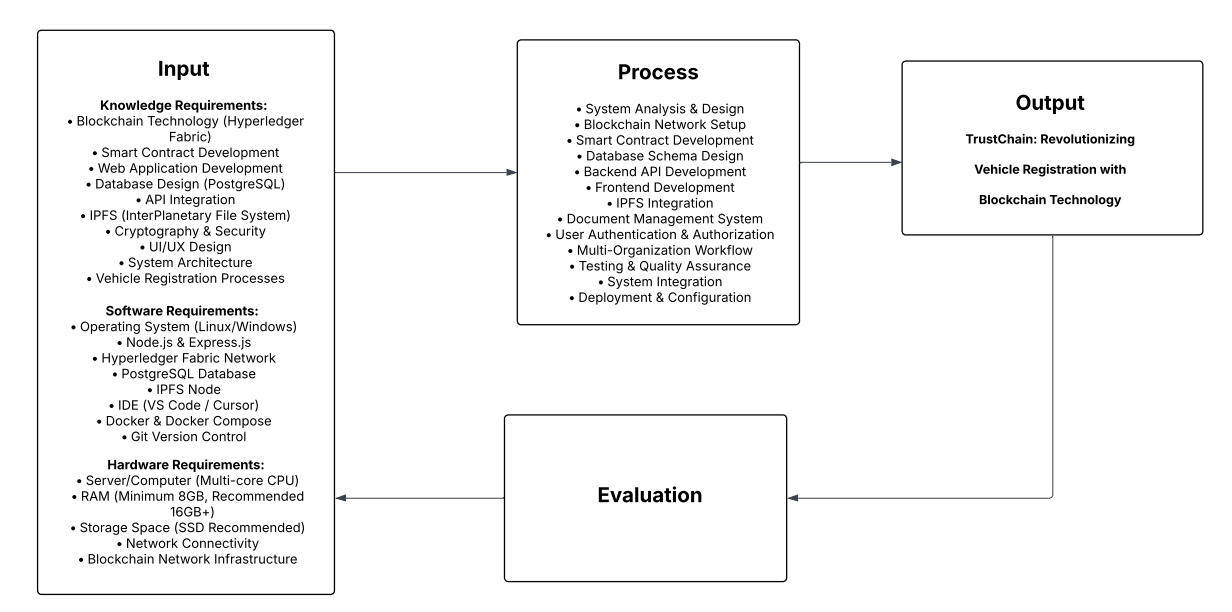 Input
Knowledge Requirements:
• Blockchain Technology (Hyperledger
Fabric)
• Smart Contract Development
• Web Application Development
• Database Design (PostgreSQL)
• API Integration
• IPFS (InterPlanetary File System)
• Cryptography & Security
• UI/UX Design
• System Architecture
• Vehicle Registration Processes
Software Requirements:
• Operating System (Linux/Windows)
• Node.js & Express.js
• Hyperledger Fabric Network
• PostgreSQL Database
• IPFS Node
• IDE (VS Code / Cursor)
• Docker & Docker Compose
• Git Version Control
Hardware Requirements:
• Server/Computer (Multi-core CPU)
• RAM (Minimum 8GB, Recommended
16GB+)
• Storage Space (SSD Recommended)
• Network Connectivity
• Blockchain Network Infrastructure
Process
• System Analysis & Design
• Blockchain Network Setup
• Smart Contract Development
• Database Schema Design
• Backend API Development
• Frontend Development
• IPFS Integration
• Document Management System
• User Authentication & Authorization
• Multi-Organization Workflow
• Testing & Quality Assurance
• System Integration
• Deployment & Configuration
Output
TrustChain: Revolutionizing
Vehicle Registration with
Blockchain Technology
Evaluation